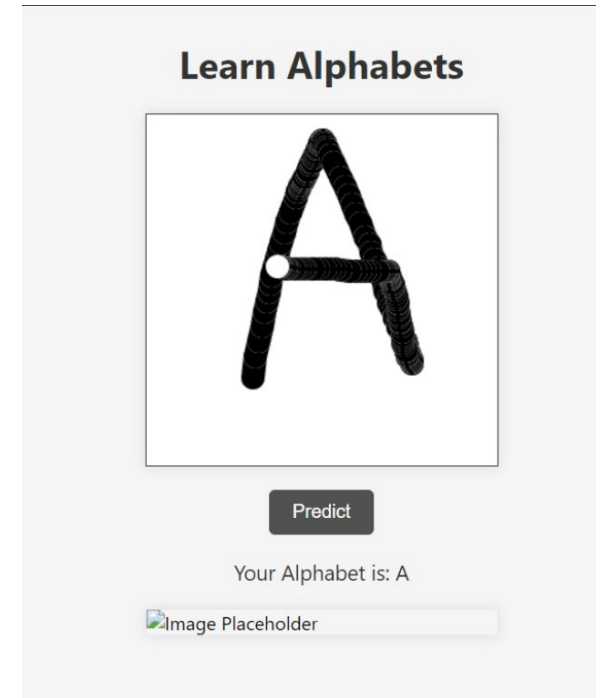 Learn Alphabets
A
Predict
Your Alphabet is: A
Image Placeholder